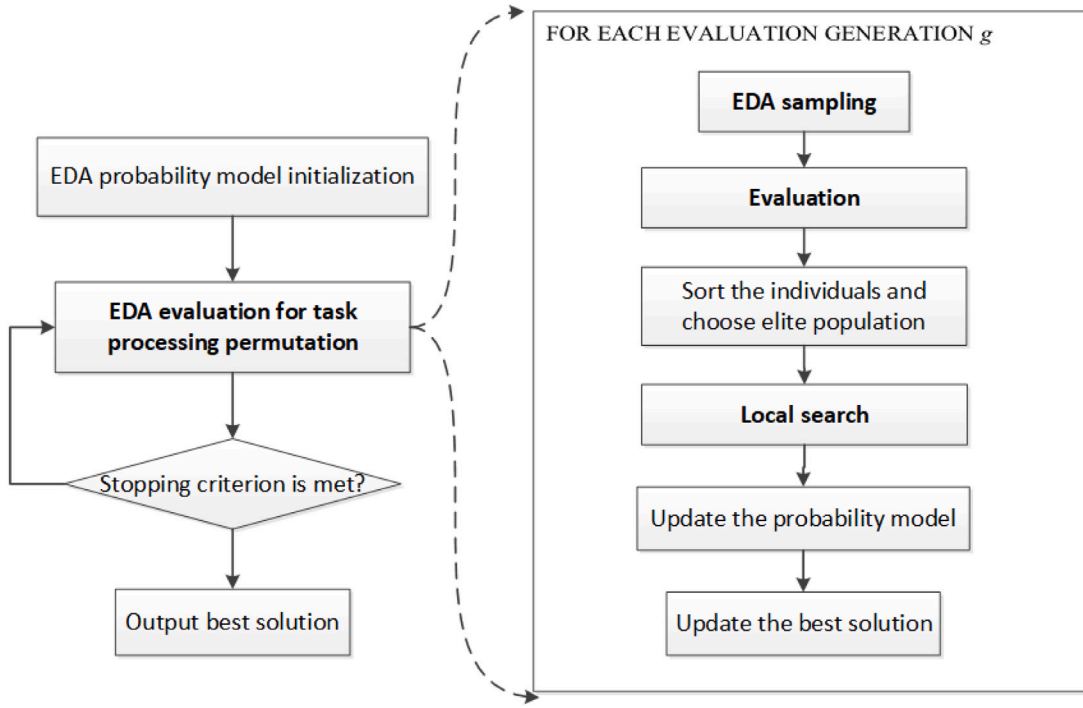 EDA probability model initialization
EDA evaluation for task
processing permutation
Stopping criterion is met?
Output best solution
FOR EACH EVALUATION GENERATION g
EDA sampling
Evaluation
Sort the individuals and
choose elite population
Local search
Update the probability model
Update the best solution